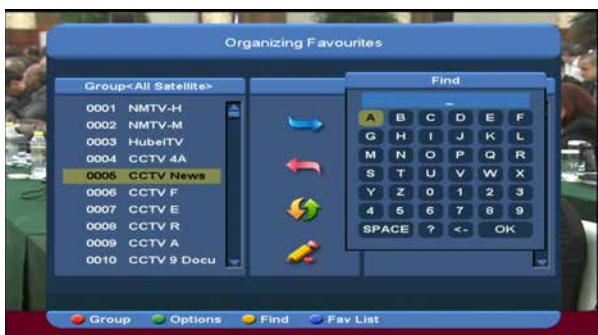 Organizing Favourites
Group<All Satellite>
0001 NMTV-H
0002 NMTV-M
0003 HubeiTV
0004 CCTV 4A
0005 CCTV News
0006 CCTV F
0007 CCTV E
0008 CCTV R
0009 CCTV A
0010 CCTV 9 Docu
Find
_
A B C D E F
G H I J K L
M N O P Q R
S T U V W X
Y Z 0 1 2 3
4 5 6 7 8 9
SPACE ? <- OK
Group Options Find Fav List